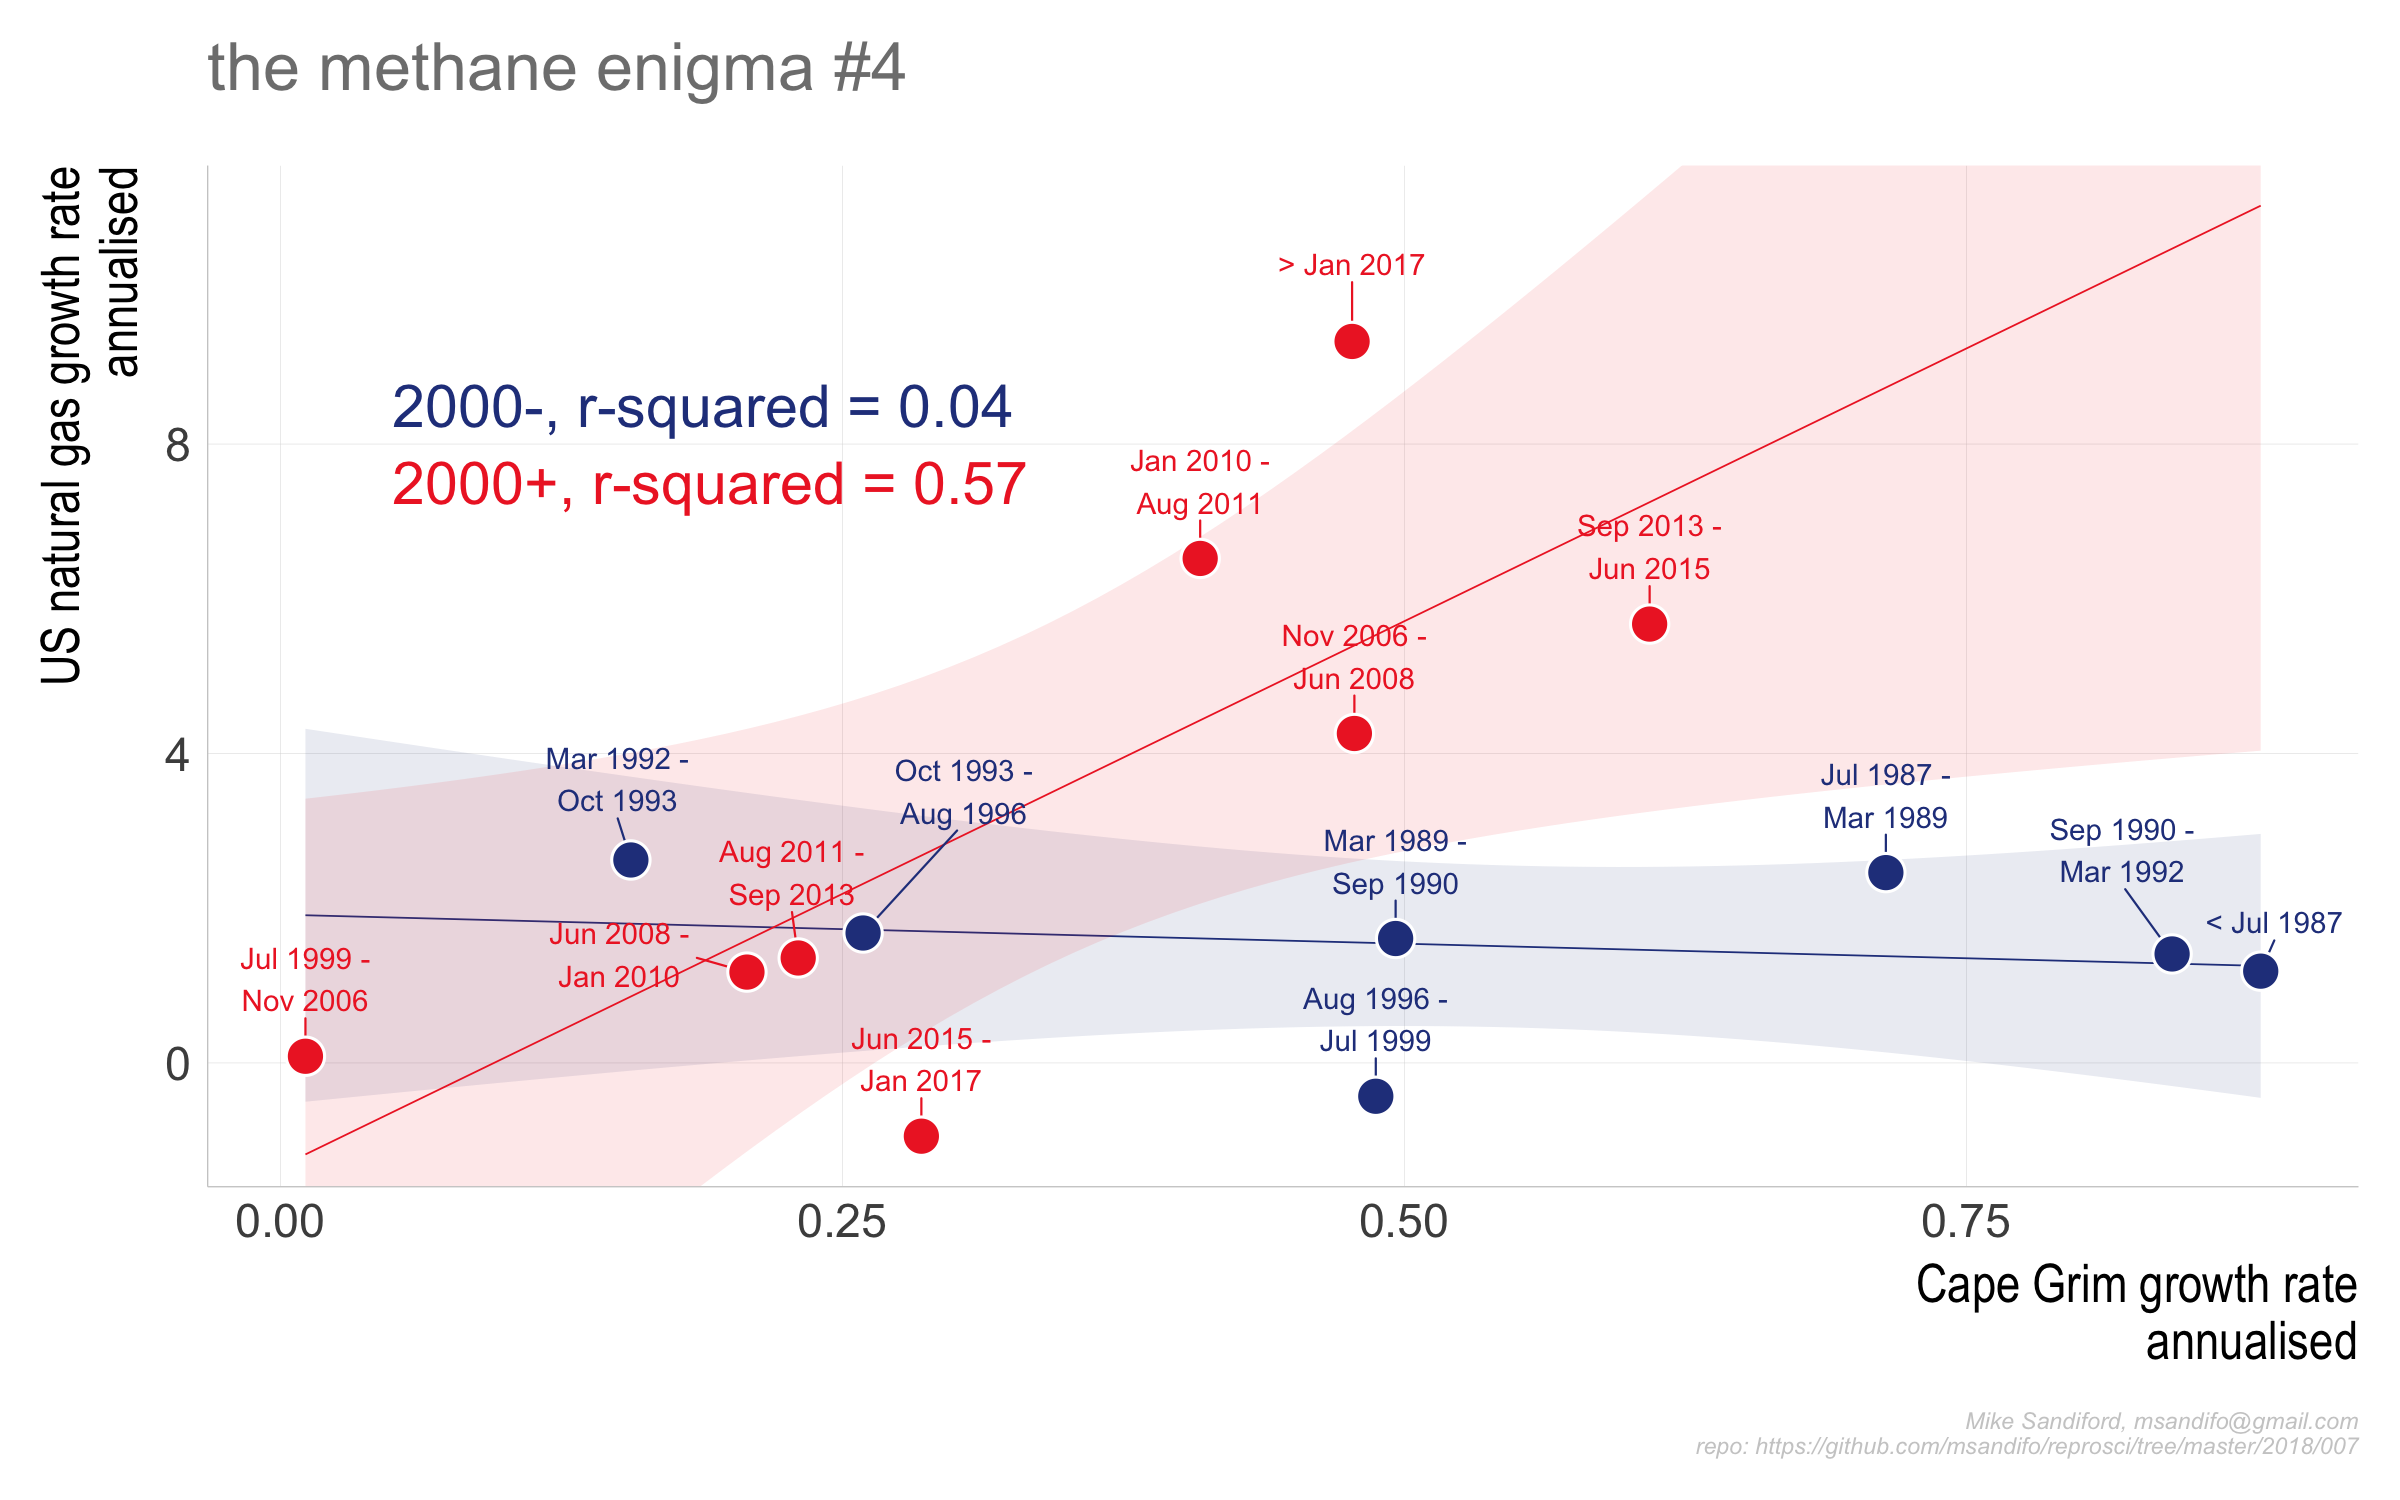 the methane enigma #4
US natural gas growth rate
annualised
> Jan 2017
2000-, r-squared = 0.04
2000+, r-squared = 0.57
8
Jan 2010 -
Aug 2011
Sep 2013 -
Jun 2015
Nov 2006 -
Jun 2008
4
Mar 1992 -
Oct 1993
Oct 1993 -
Aug 1996
Jul 1987 -
Mar 1989
Mar 1989 -
Sep 1990
Sep 1990 -
Mar 1992
< Jul 1987
Aug 2011 -
Sep 2013
Jun 2008 -
Jan 2010
Jul 1999 -
Nov 2006
Aug 1996 -
Jul 1999
Jun 2015 -
Jan 2017
0
0.00
0.25
0.50
0.75
Cape Grim growth rate
annualised
Mike Sandiford, msandifo@gmail.com
repo: https://github.com/msandifo/reprosci/tree/master/2018/007